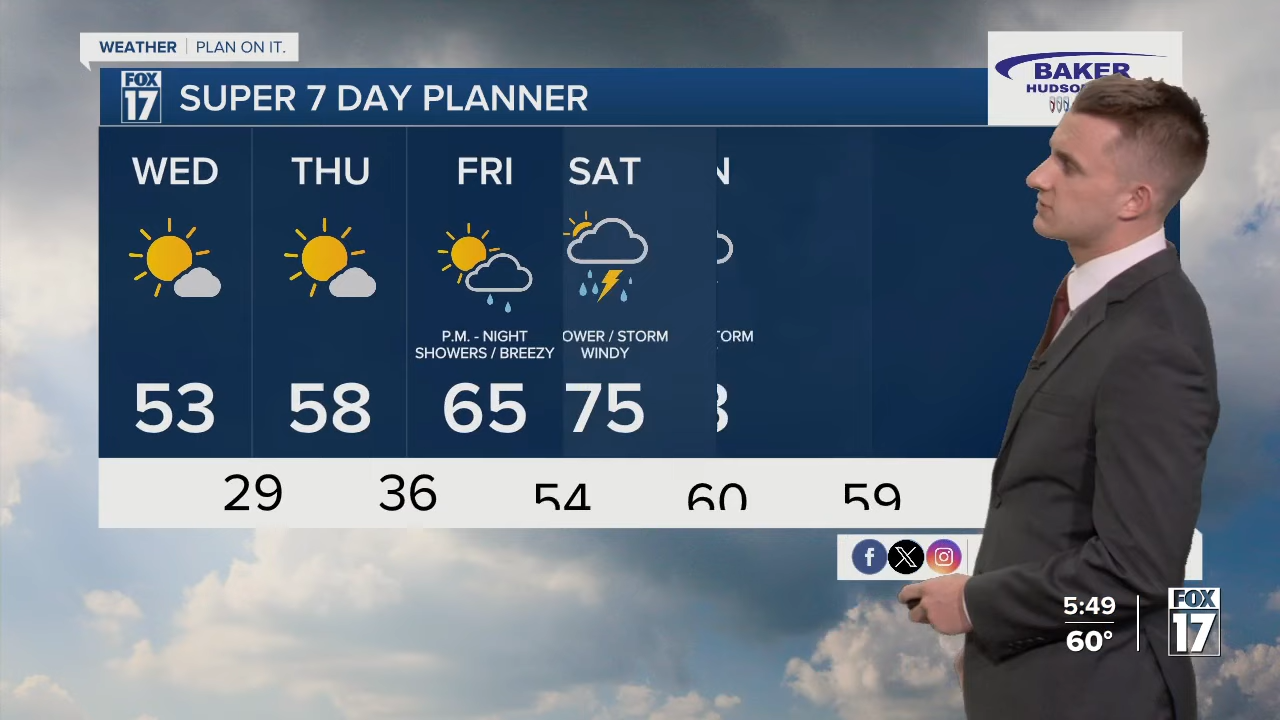 WEATHER PLAN ON IT.
FOX
17
SUPER 7 DAY PLANNER
BAKER
WED THU FRI SAT N
P.M. - NIGHT
SHOWERS / BREEZY
OWER / STORM
WINDY
TORM
53 58 65 75 3
29 36 54 60 59
5:49
60°
FOX
17